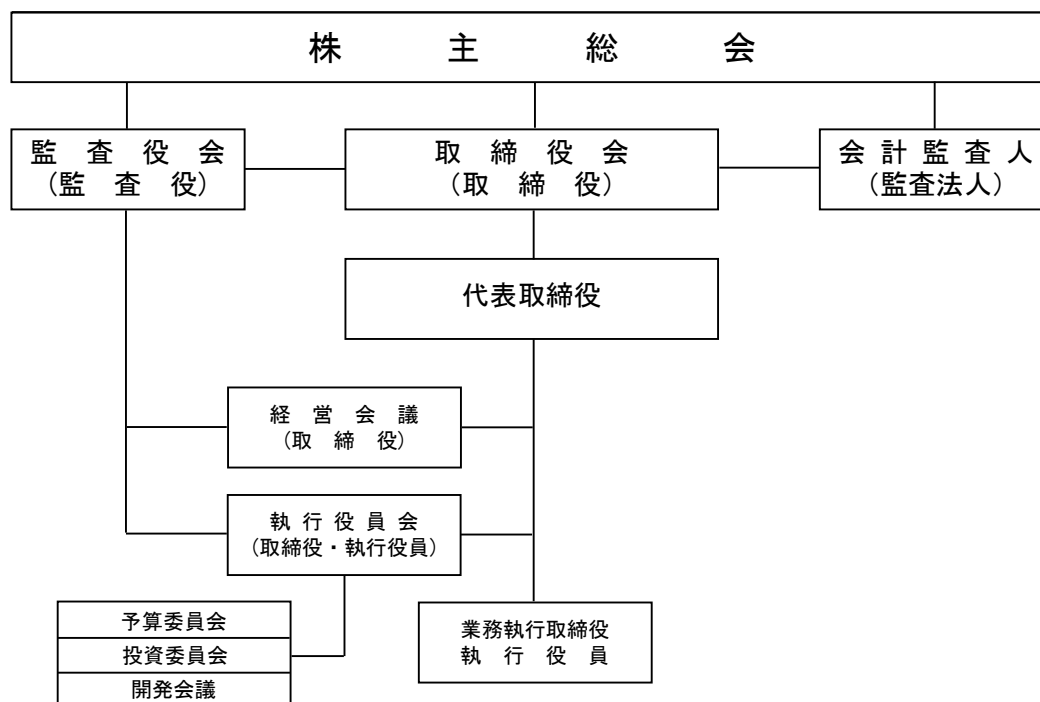 株主総会
監査役会
(監査役)
取締役会
(取締役)
会計監査人
(監査法人)
代表取締役
経営会議
(取締役)
執行役員会
(取締役・執行役員)
予算委員会
投資委員会
開発会議
業務執行取締役
執行役員